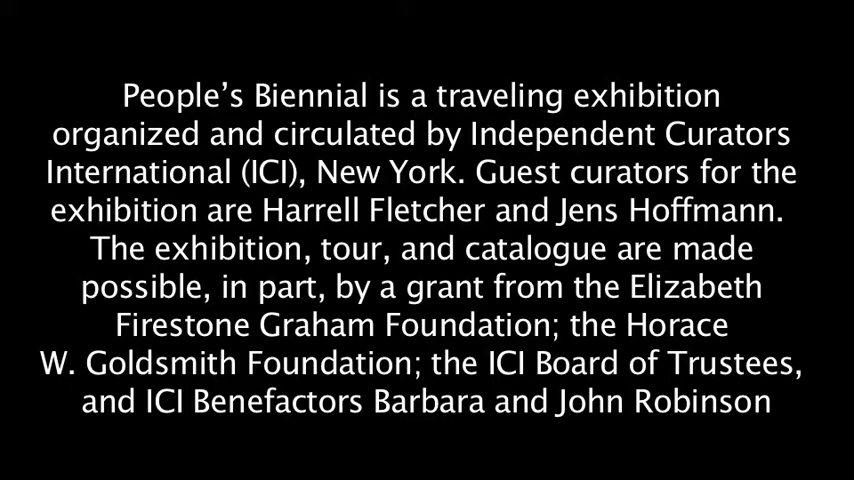 People’s Biennial is a traveling exhibition
organized and circulated by Independent Curators
International (ICI), New York. Guest curators for the
exhibition are Harrell Fletcher and Jens Hoffmann.
The exhibition, tour, and catalogue are made
possible, in part, by a grant from the Elizabeth
Firestone Graham Foundation; the Horace
W. Goldsmith Foundation; the ICI Board of Trustees,
and ICI Benefactors Barbara and John Robinson